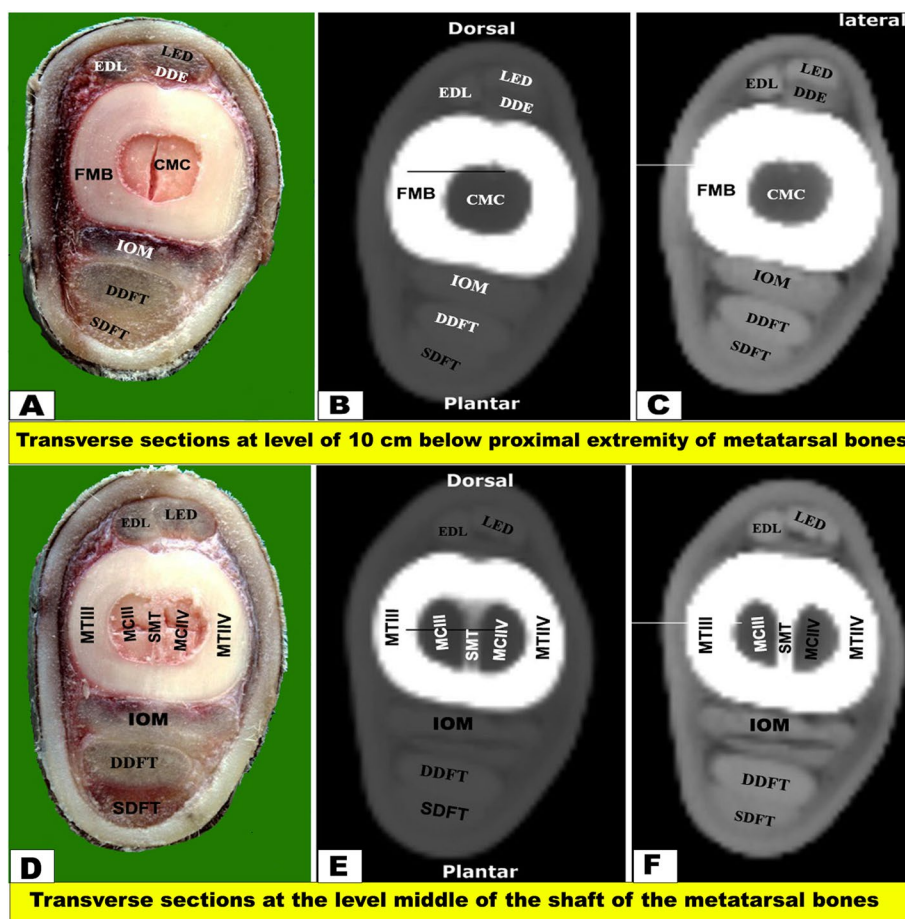 LED
EDL
DDE
FMB
CMC
IOM
DDFT
SDFT
A
Dorsal
LED
EDL
DDE
FMB
CMC
IOM
DDFT
SDFT
Plantar
B
lateral
LED
EDL
DDE
FMB
CMC
IOM
DDFT
SDFT
C
Transverse sections at level of 10 cm below proximal extremity of metatarsal bones
EDL LED
MTIII MCIII SMT MCIIV MTIIV
IOM
DDFT
SDFT
D
Dorsal
EDL LED
MTIII MCIII SMT MCIIV MTIIV
IOM
DDFT
SDFT
Plantar
E
EDL LED
MTIII MCIII SMT MCIIV MTIIV
IOM
DDFT
SDFT
F
Transverse sections at the level middle of the shaft of the metatarsal bones